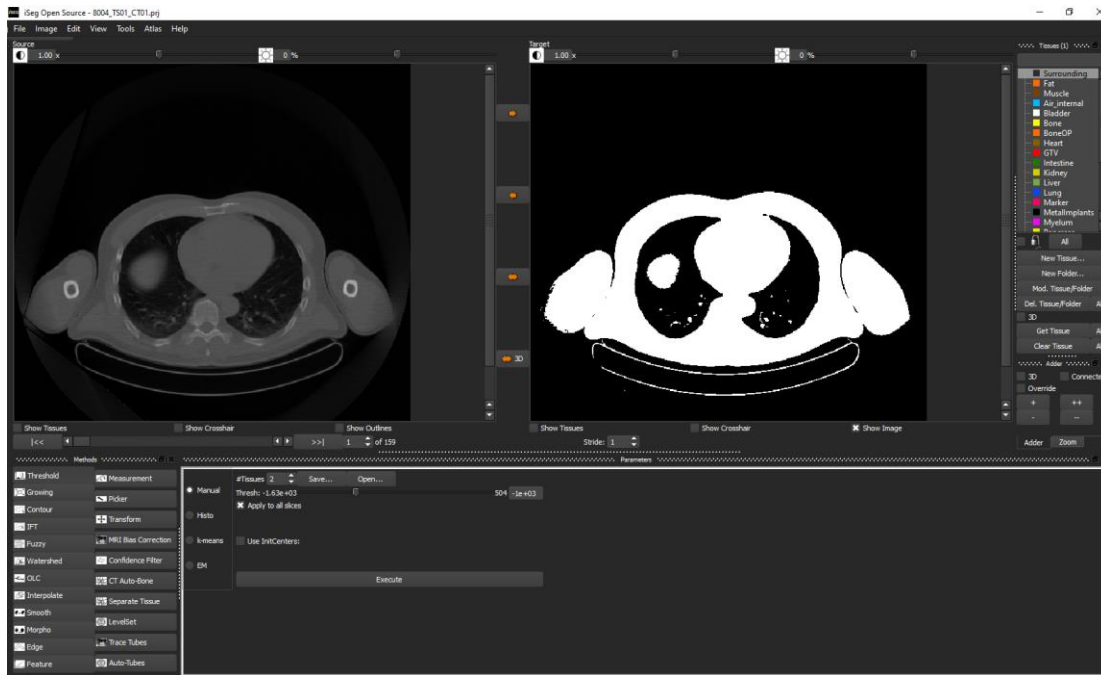 iSeg Open Source - 8004_TS01_CT01.prj
File Image Edit View Tools Atlas Help
Source
1.00 x 0 %
Target
1.00 x 0 %
Tissues (1)
Surrounding
Fat
Muscle
Air_internal
Bladder
Bone
BoneOP
Heart
GTV
Intestine
Kidney
Liver
Lung
Marker
MetalImplants
Myelum
All
New Tissue...
New Folder...
Mod. Tissue/Folder
Del. Tissue/Folder
3D
Get Tissue
Clear Tissue
Adder
3D Connecte
Override
+ ++
- --
Adder Zoom
3D
Show Tissues Show Crosshair Show Outlines
|<< >>| 1 of 159
Show Tissues Show Crosshair Show Image
Stride: 1
Methods
Threshold
Growing
Contour
IFT
Fuzzy
Watershed
OLC
Interpolate
Smooth
Morpho
Edge
Feature
Measurement
Picker
Transform
MRI Bias Correction
Confidence Filter
CT Auto-Bone
Separate Tissue
LevelSet
Trace Tubes
Auto-Tubes
Parameters
Manual
Histo
k-means
EM
#Tissues 2 Save... Open...
Thresh: -1.63e+03 504 -1e+03
Apply to all slices
Use InitCenters:
Execute